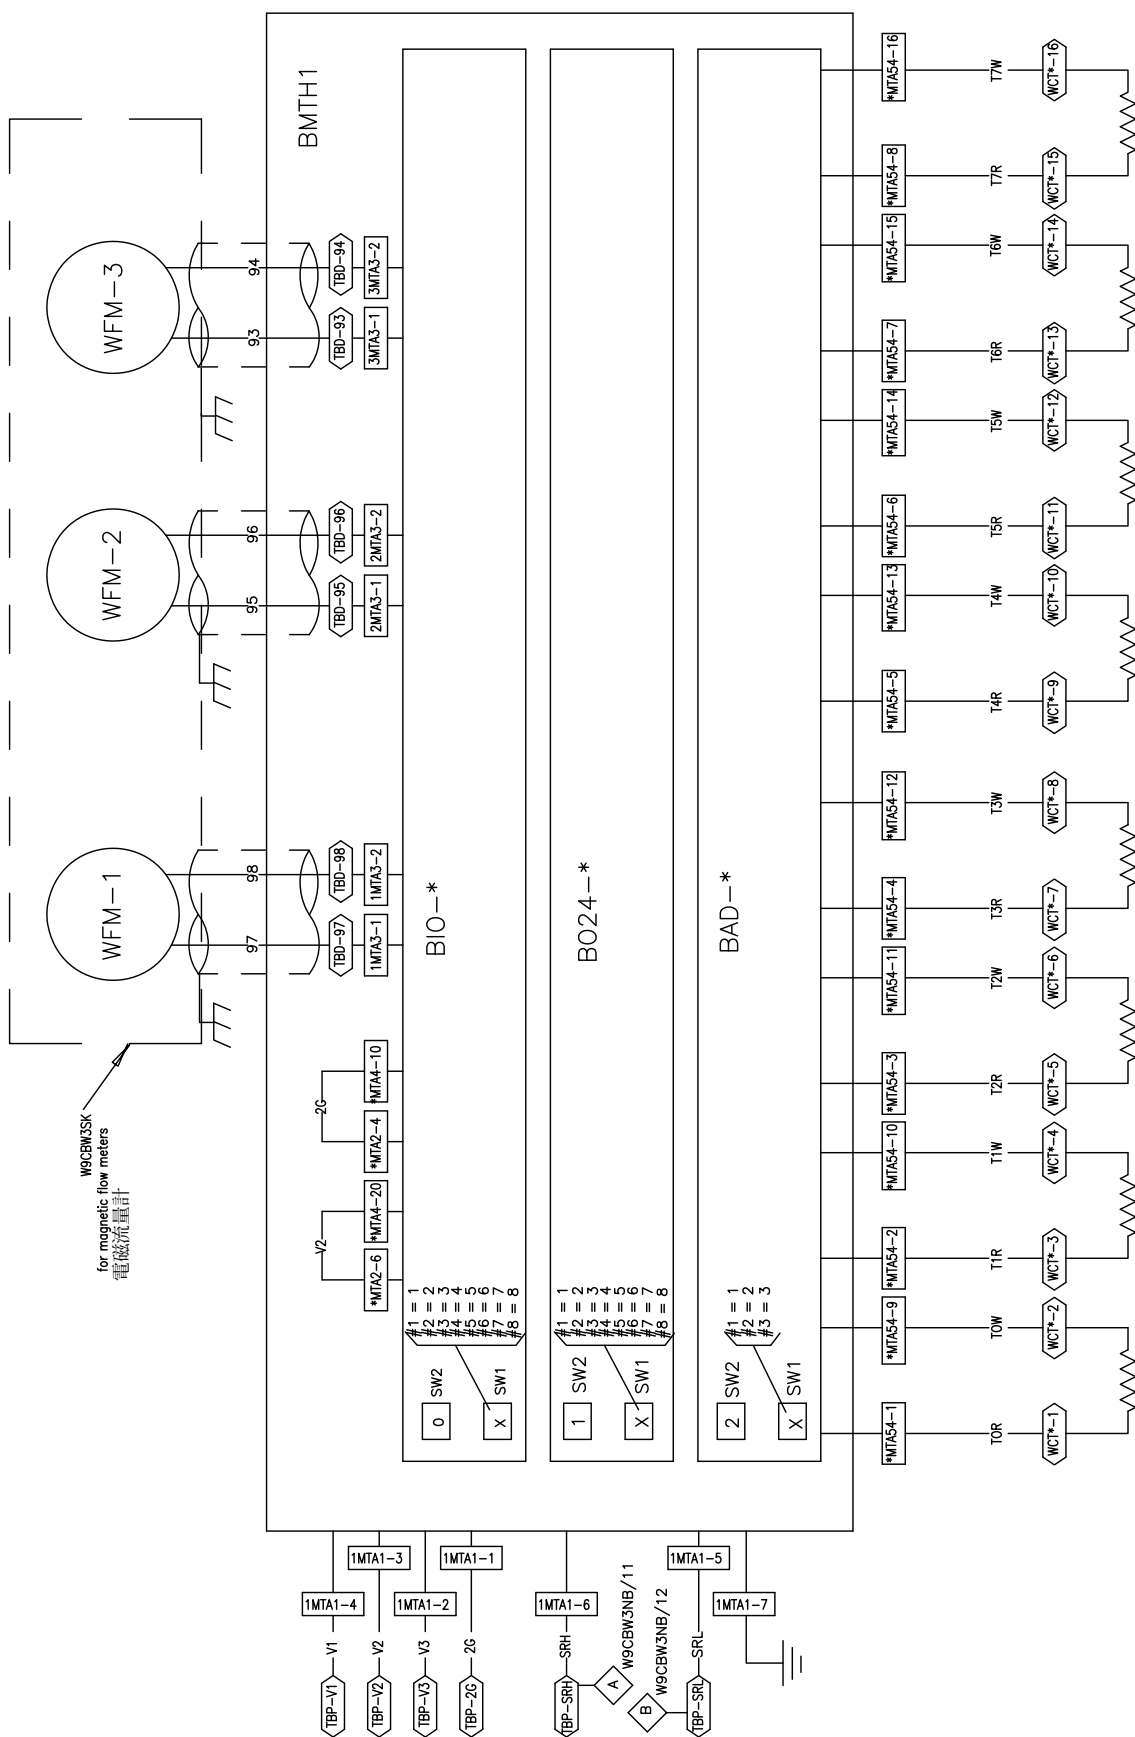 W9CBW3SK
for magnetic flow meters
電磁流量計
WFM-1
WFM-2
WFM-3
97
98
95
96
93
94
BMTH1
V2
2G
TBD-97
TBD-98
TBD-95
TBD-96
TBD-93
TBD-94
*MTA2-6
*MTA4-20
*MTA2-4
*MTA4-10
1MTA3-1
1MTA3-2
2MTA3-1
2MTA3-2
3MTA3-1
3MTA3-2
BIO-*
0
SW2
X
SW1
#1 = 1
#2 = 2
#3 = 3
#4 = 4
#5 = 5
#6 = 6
#7 = 7
#8 = 8
BO24-*
1
SW2
X
SW1
#1 = 1
#2 = 2
#3 = 3
#4 = 4
#5 = 5
#6 = 6
#7 = 7
#8 = 8
BAD-*
2
SW2
X
SW1
#1 = 1
#2 = 2
#3 = 3
TBP-V1
V1
1MTA1-4
TBP-V2
V2
1MTA1-3
TBP-V3
V3
1MTA1-2
TBP-2G
2G
1MTA1-1
TBP-SRH
SRH
1MTA1-6
A
W9CBW3NB/11
B
W9CBW3NB/12
TBP-SRL
SRL
1MTA1-5
1MTA1-7
*MTA54-1
*MTA54-9
*MTA54-2
*MTA54-10
*MTA54-3
*MTA54-11
*MTA54-4
*MTA54-12
*MTA54-5
*MTA54-13
*MTA54-6
*MTA54-14
*MTA54-7
*MTA54-15
*MTA54-8
*MTA54-16
T0R
T0W
T1R
T1W
T2R
T2W
T3R
T3W
T4R
T4W
T5R
T5W
T6R
T6W
T7R
T7W
WCT*-1
WCT*-2
WCT*-3
WCT*-4
WCT*-5
WCT*-6
WCT*-7
WCT*-8
WCT*-9
WCT*-10
WCT*-11
WCT*-12
WCT*-13
WCT*-14
WCT*-15
WCT*-16